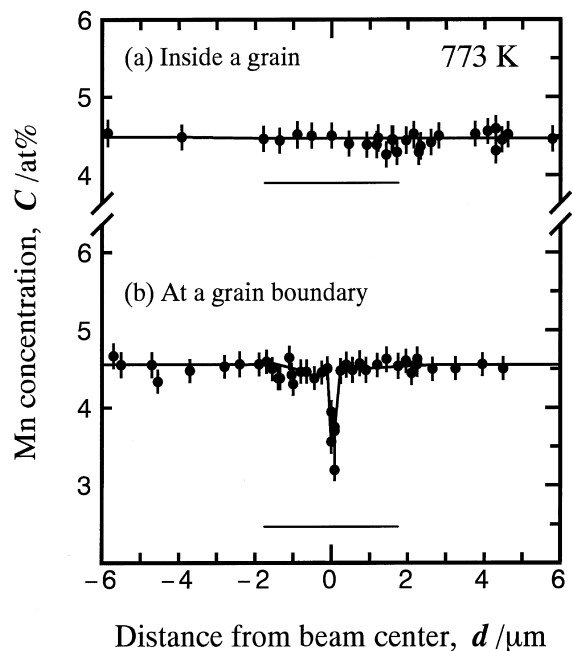 6
(a) Inside a grain 773 K
5
4
6
(b) At a grain boundary
5
4
3
−6 −4 −2 0 2 4 6
Mn concentration, C /at%
Distance from beam center, d /μm